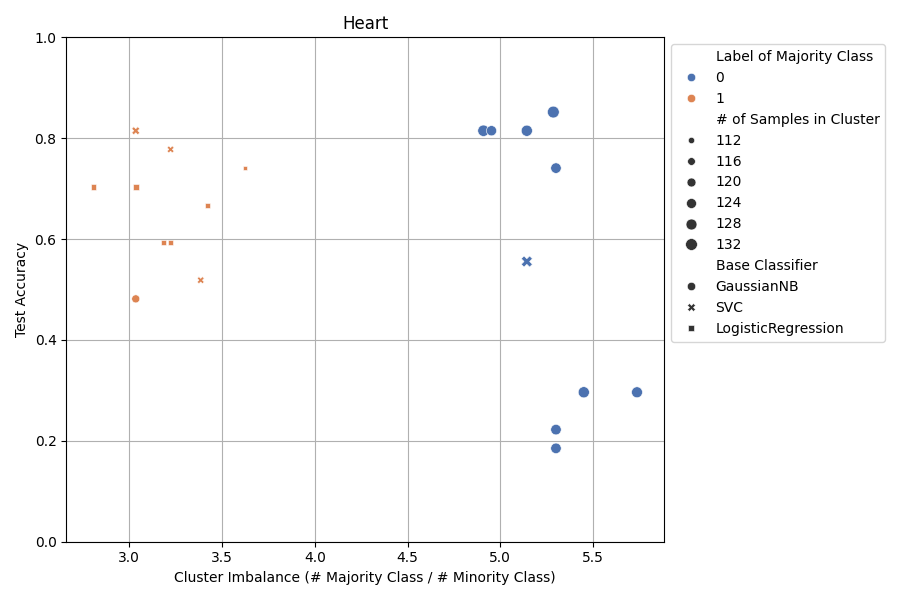 Heart
1.0
0.8
0.6
0.4
0.2
0.0
Test Accuracy
3.0 3.5 4.0 4.5 5.0 5.5
Cluster Imbalance (# Majority Class / # Minority Class)
Label of Majority Class
0
1
# of Samples in Cluster
112
116
120
124
128
132
Base Classifier
GaussianNB
SVC
LogisticRegression